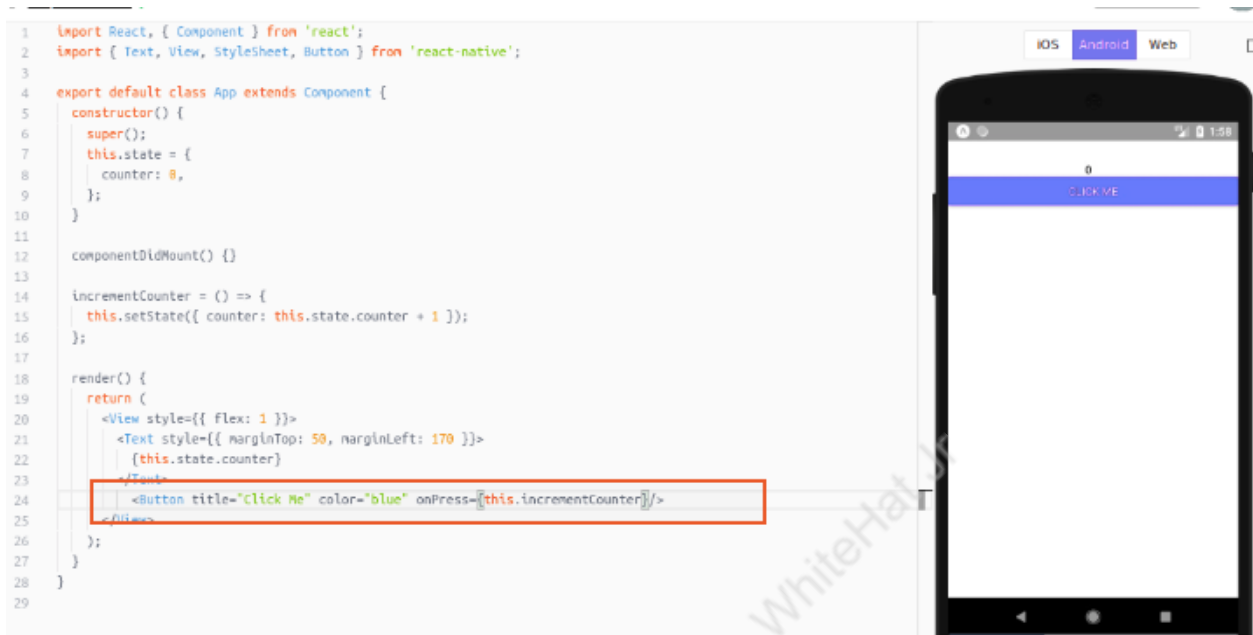 1 import React, { Component } from 'react';
2 import { Text, View, StyleSheet, Button } from 'react-native';
3
4 export default class App extends Component {
5 constructor() {
6 super();
7 this.state = {
8 counter: 0,
9 };
10 }
11
12 componentDidMount() {}
13
14 incrementCounter = () => {
15 this.setState({ counter: this.state.counter + 1 });
16 };
17
18 render() {
19 return (
20 <View style={{ flex: 1 }}>
21 <Text style={{ marginTop: 50, marginLeft: 170 }}>
22 {this.state.counter}
23 </Text>
24 <Button title="Click Me" color="blue" onPress={this.incrementCounter}/>
25 </View>
26 );
27 }
28 }
29
iOS Android Web
1:58
0
CLICK ME
WhiteHat Jr